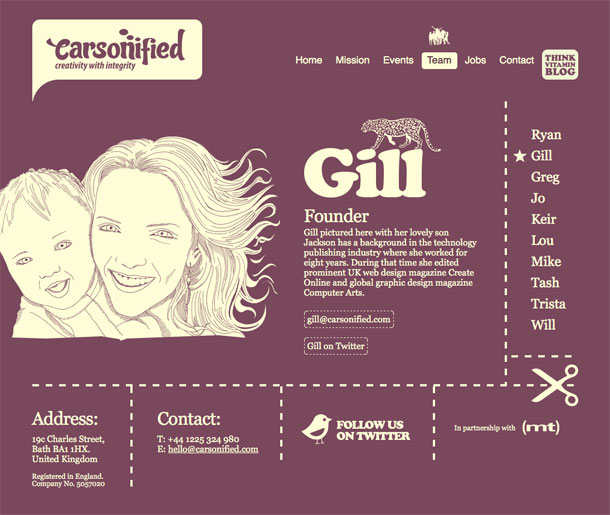 Carsonified
creativity with integrity
Home Mission Events Team Jobs Contact
THINK
VITAMIN
BLOG
Gill
Founder
Gill pictured here with her lovely son
Jackson has a background in the technology
publishing industry where she worked for
eight years. During that time she edited
prominent UK web design magazine Create
Online and global graphic design magazine
Computer Arts.
gill@carsonified.com
Gill on Twitter
Ryan
Gill
Greg
Jo
Keir
Lou
Mike
Tash
Trista
Will
Address:
19c Charles Street,
Bath BA1 1HX.
United Kingdom
Registered in England.
Company No. 5057020
Contact:
T: +44 1225 324 980
E: hello@carsonified.com
FOLLOW US
ON TWITTER
In partnership with (mt)